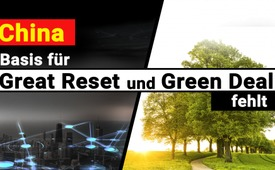 China
Basis für
Great Reset und Green Deal
fehlt